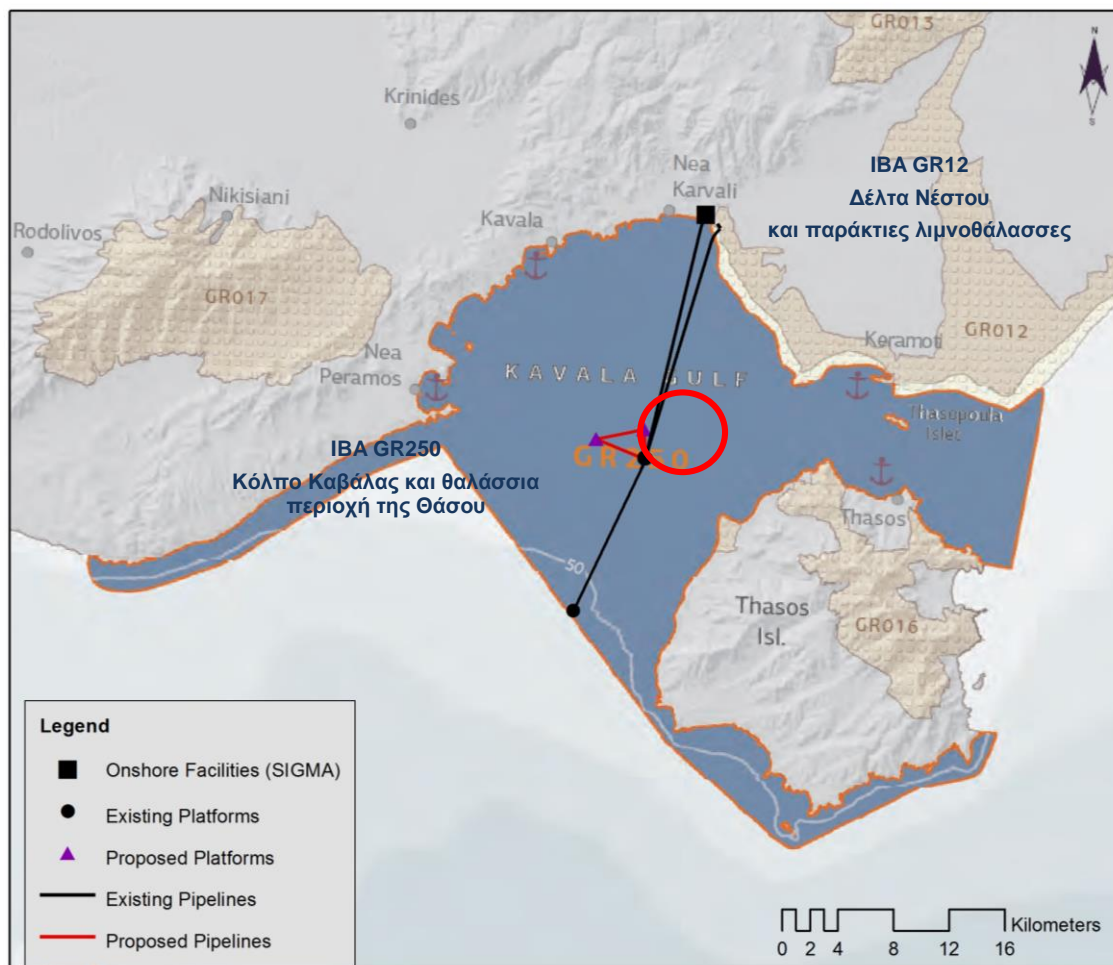 GR013
N
S
Krinides
Nea
Karvali
IBA GR12
Δέλτα Νέστου
και παράκτιες λιμνοθάλασσες
Nikisiani
Kavala
Rodolivos
GR017
GR012
Keramoti
Nea
Peramos
KAVALA GULF
Thasopoula
Islet
IBA GR250
GR250
Κόλπο Καβάλας και θαλάσσια
περιοχή της Θάσου
Thasos
50
Thasos
Isl.
GR016
Legend
Onshore Facilities (SIGMA)
Existing Platforms
Proposed Platforms
Existing Pipelines
Proposed Pipelines
Kilometers
0 2 4 8 12 16